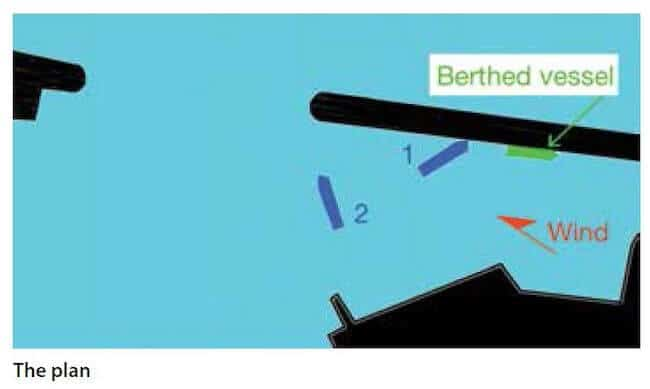 Berthed vessel
1
2
Wind
The plan